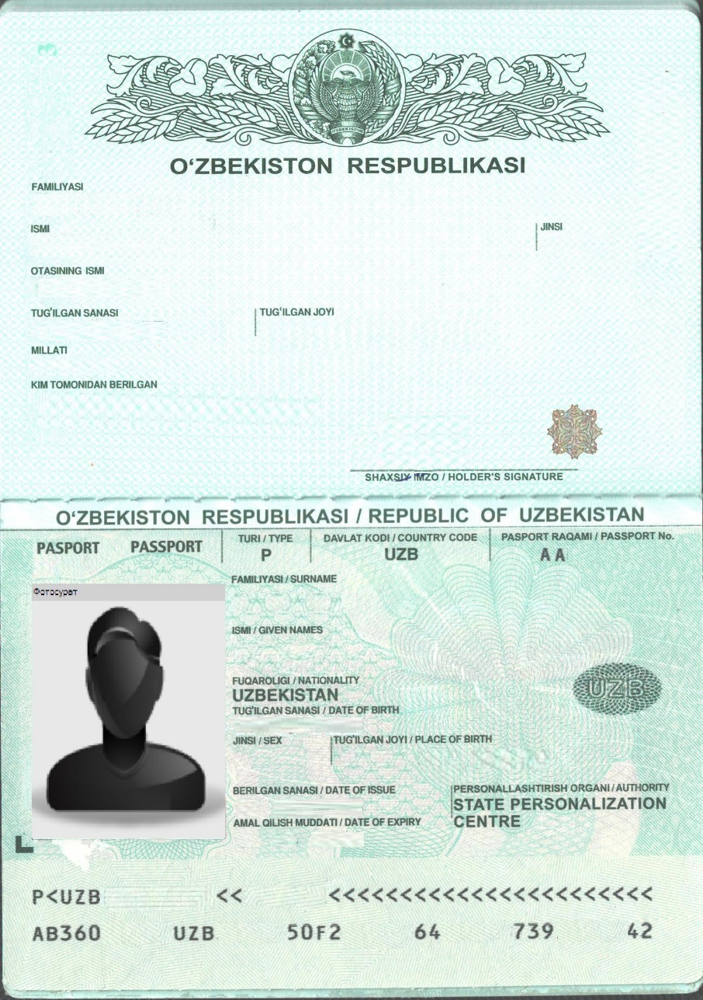 3
O‘ZBEKISTON
O‘ZBEKISTON RESPUBLIKASI
FAMILIYASI
ISMI
JINSI
OTASINING ISMI
TUG‘ILGAN SANASI
TUG‘ILGAN JOYI
MILLATI
KIM TOMONIDAN BERILGAN
SHAXSIY IMZO / HOLDER'S SIGNATURE
O‘ZBEKISTON RESPUBLIKASI / REPUBLIC OF UZBEKISTAN
PASPORT PASSPORT
TURI / TYPE
P
DAVLAT KODI / COUNTRY CODE
UZB
PASPORT RAQAMI / PASSPORT No.
AA
FAMILIYASI / SURNAME
Фотосурат
ISMI / GIVEN NAMES
FUQAROLIGI / NATIONALITY
UZBEKISTAN
UZB
TUG‘ILGAN SANASI / DATE OF BIRTH
JINSI / SEX
TUG‘ILGAN JOYI / PLACE OF BIRTH
BERILGAN SANASI / DATE OF ISSUE
PERSONALLASHTIRISH ORGANI / AUTHORITY
STATE PERSONALIZATION
CENTRE
AMAL QILISH MUDDATI / DATE OF EXPIRY
P<UZB << <<<<<<<<<<<<<<<<<<<<<<<<
AB360 UZB 50F2 64 739 42